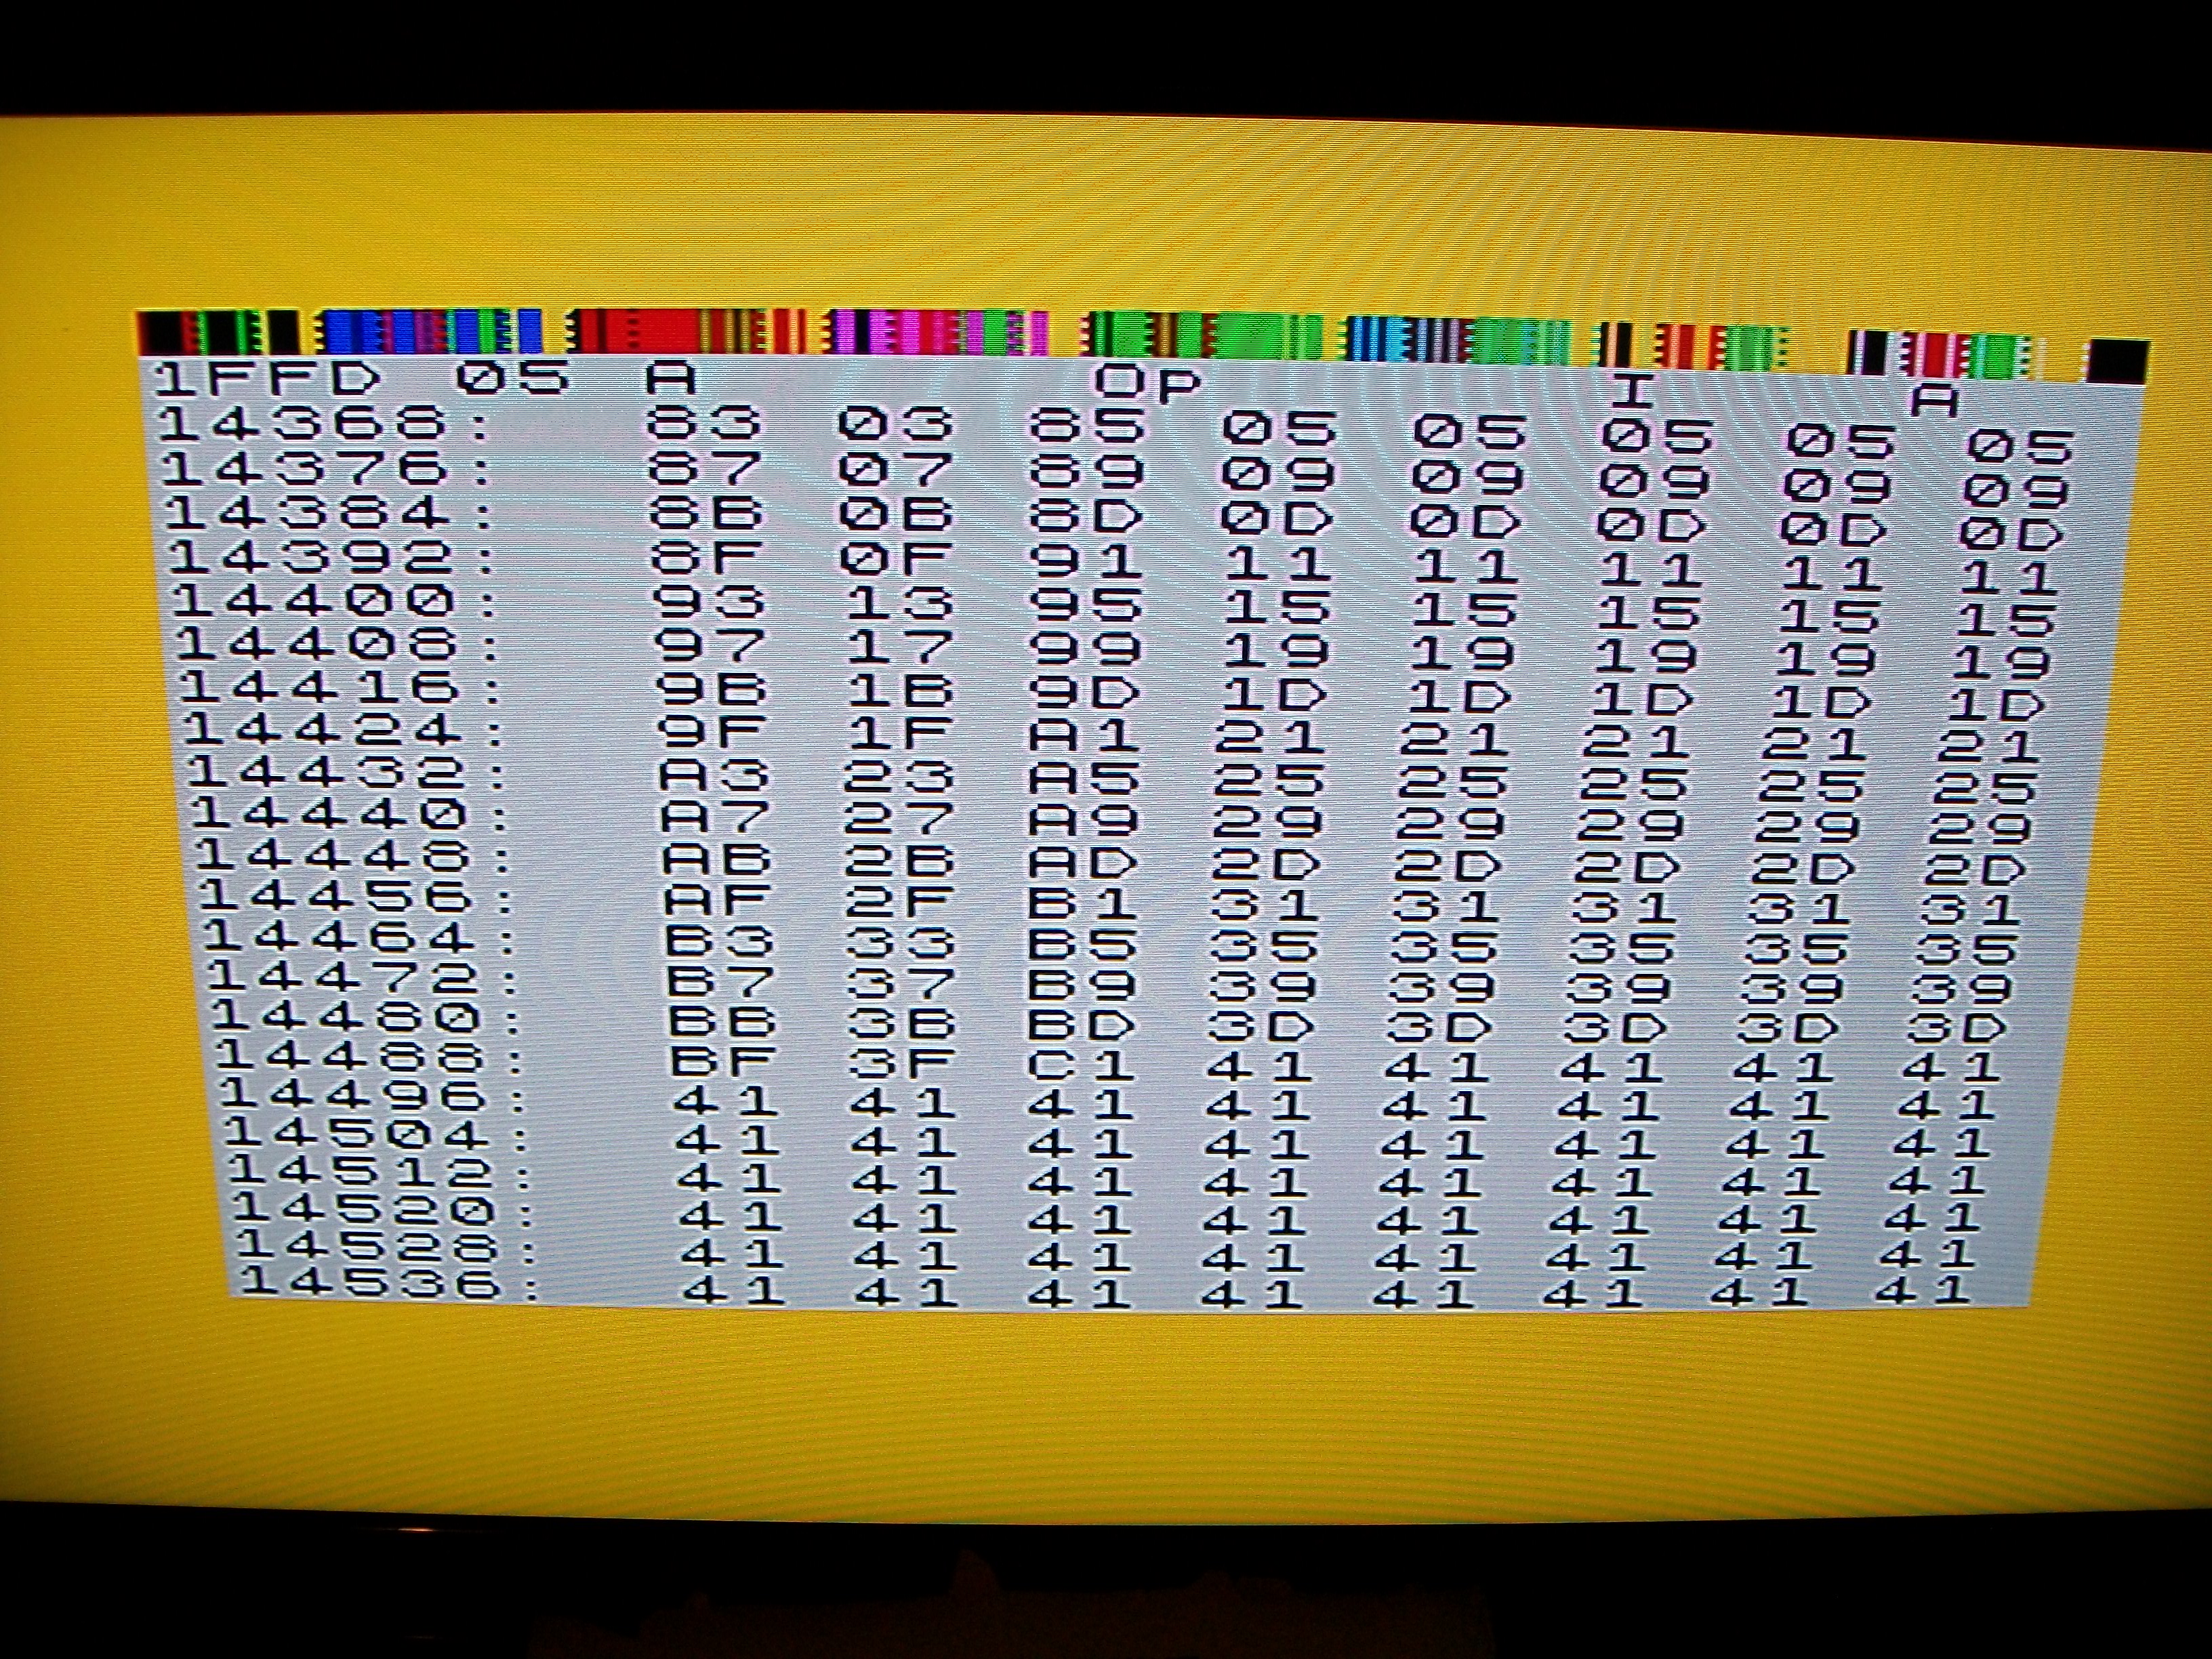 1FFD 05 A OP I A
14368: 83 03 85 05 05 05 05 05
14376: 87 07 89 09 09 09 09 09
14384: 8B 0B 8D 0D 0D 0D 0D 0D
14392: 8F 0F 91 11 11 11 11 11
14400: 93 13 95 15 15 15 15 15
14408: 97 17 99 19 19 19 19 19
14416: 9B 1B 9D 1D 1D 1D 1D 1D
14424: 9F 1F A1 21 21 21 21 21
14432: A3 23 A5 25 25 25 25 25
14440: A7 27 A9 29 29 29 29 29
14448: AB 2B AD 2D 2D 2D 2D 2D
14456: AF 2F B1 31 31 31 31 31
14464: B3 33 B5 35 35 35 35 35
14472: B7 37 B9 39 39 39 39 39
14480: BB 3B BD 3D 3D 3D 3D 3D
14488: BF 3F C1 41 41 41 41 41
14496: 41 41 41 41 41 41 41 41
14504: 41 41 41 41 41 41 41 41
14512: 41 41 41 41 41 41 41 41
14520: 41 41 41 41 41 41 41 41
14528: 41 41 41 41 41 41 41 41
14536: 41 41 41 41 41 41 41 41